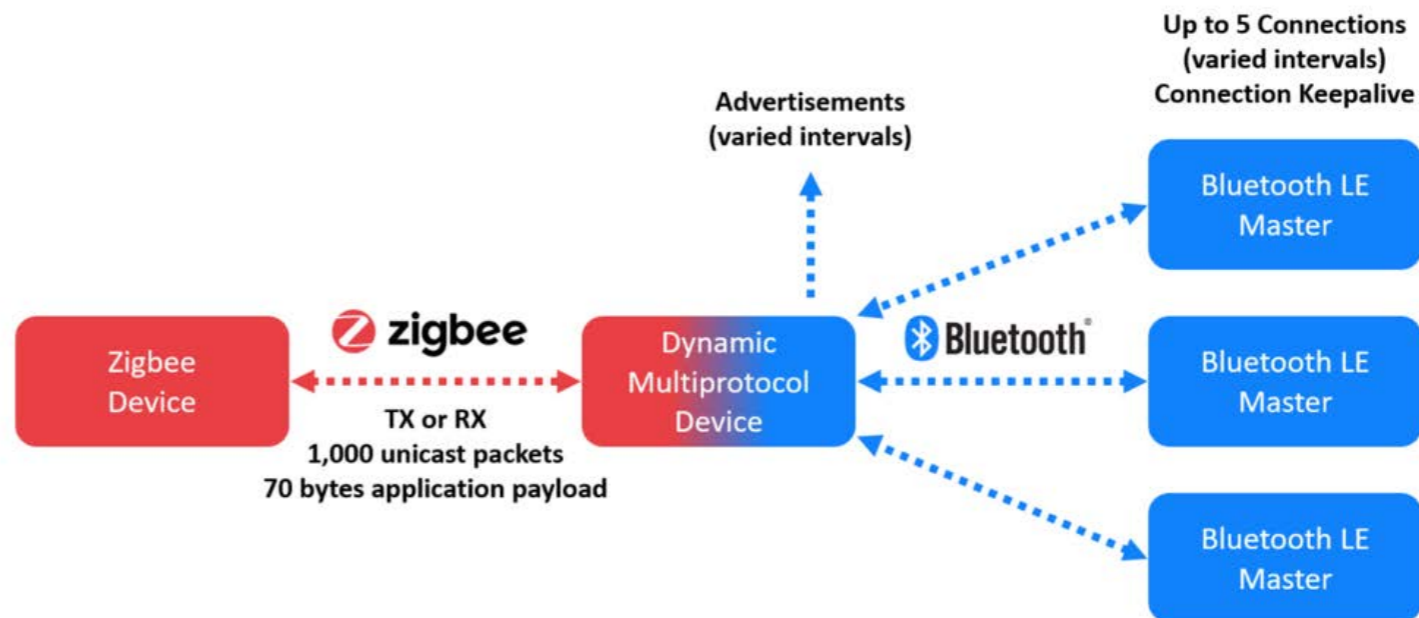 Up to 5 Connections
(varied intervals)
Connection Keepalive
Advertisements
(varied intervals)
Bluetooth LE
Master
Zigbee
Device
zigbee
TX or RX
1,000 unicast packets
70 bytes application payload
Dynamic
Multiprotocol
Device
Bluetooth®
Bluetooth LE
Master
Bluetooth LE
Master